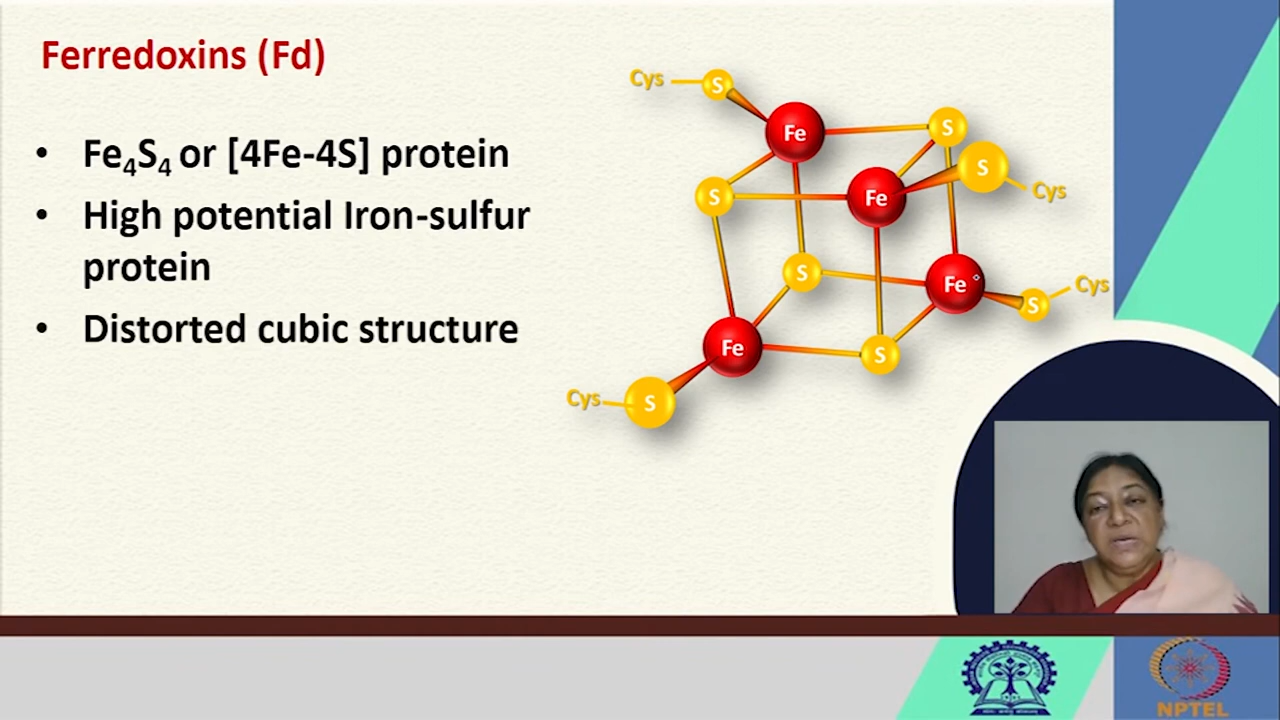 Ferredoxins (Fd)
• Fe₄S₄ or [4Fe-4S] protein
• High potential Iron-sulfur
protein
• Distorted cubic structure
Cys S
Fe S
S Cys
S Fe
S Fe S Cys
Fe S
Cys S
NPTEL